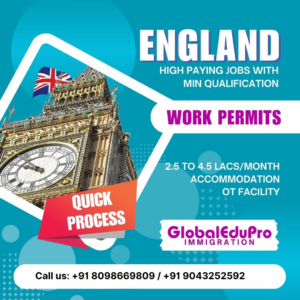 ENGLAND
HIGH PAYING JOBS WITH
MIN QUALIFICATION
WORK PERMITS
2.5 TO 4.5 LACS/MONTH
ACCOMMODATION
OT FACILITY
QUICK
PROCESS
GlobalEduPro
IMMIGRATION
Call us: +91 8098669809 / +91 9043252592